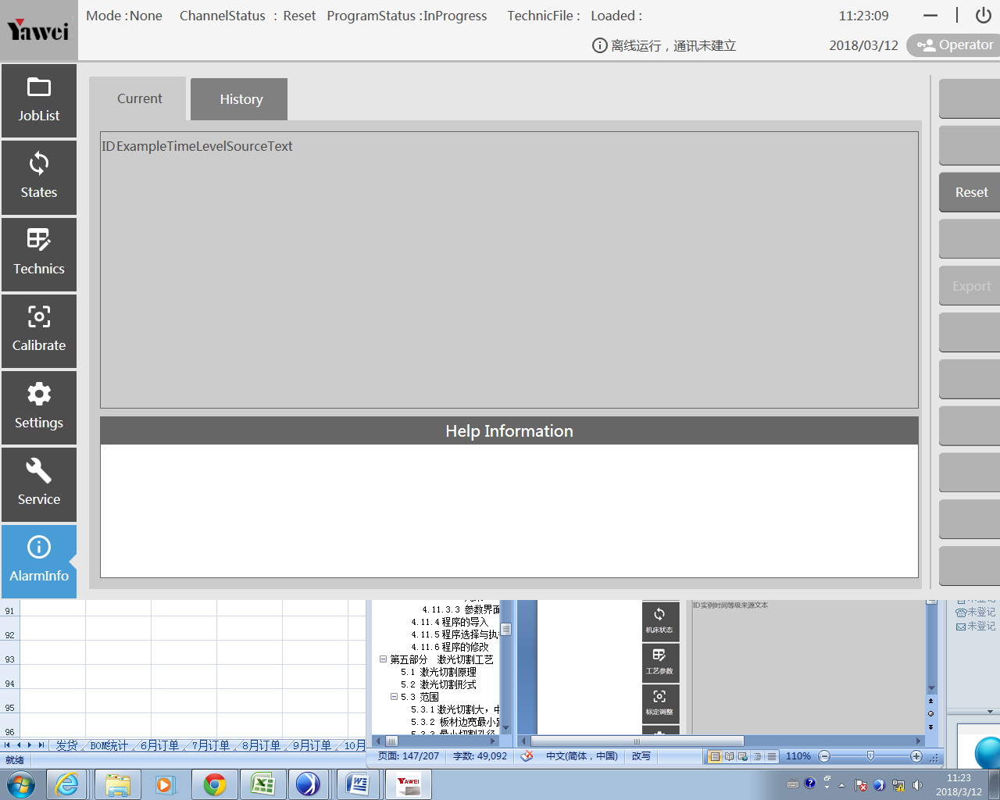 Yawei
Mode : None ChannelStatus : Reset ProgramStatus : InProgress TechnicFile : Loaded : 11:23:09
离线运行，通讯未建立 2018/03/12 Operator
JobList
States
Technics
Calibrate
Settings
Service
AlarmInfo
Current History
ID ExampleTimeLevelSourceText
Help Information
Reset
Export
91
92
93
94
95
96
发货 BOM统计 6月订单 7月订单 8月订单 9月订单 10月
就绪
4.11.3.3 参数界面
4.11.4 程序的导入
4.11.5 程序选择与执
4.11.6 程序的修改
第五部分 激光切割工艺
5.1 激光切割原理
5.2 激光切割形式
5.3 范围
5.3.1 激光切割大，中
5.3.2 板材边宽最小
机床状态
工艺参数
标定调整
ID实例时间等级来源文本
未登记
未登记
页面: 147/207 字数: 49,092 中文(简体，中国) 改写 110%
YAWEI
11:23
2018/3/12